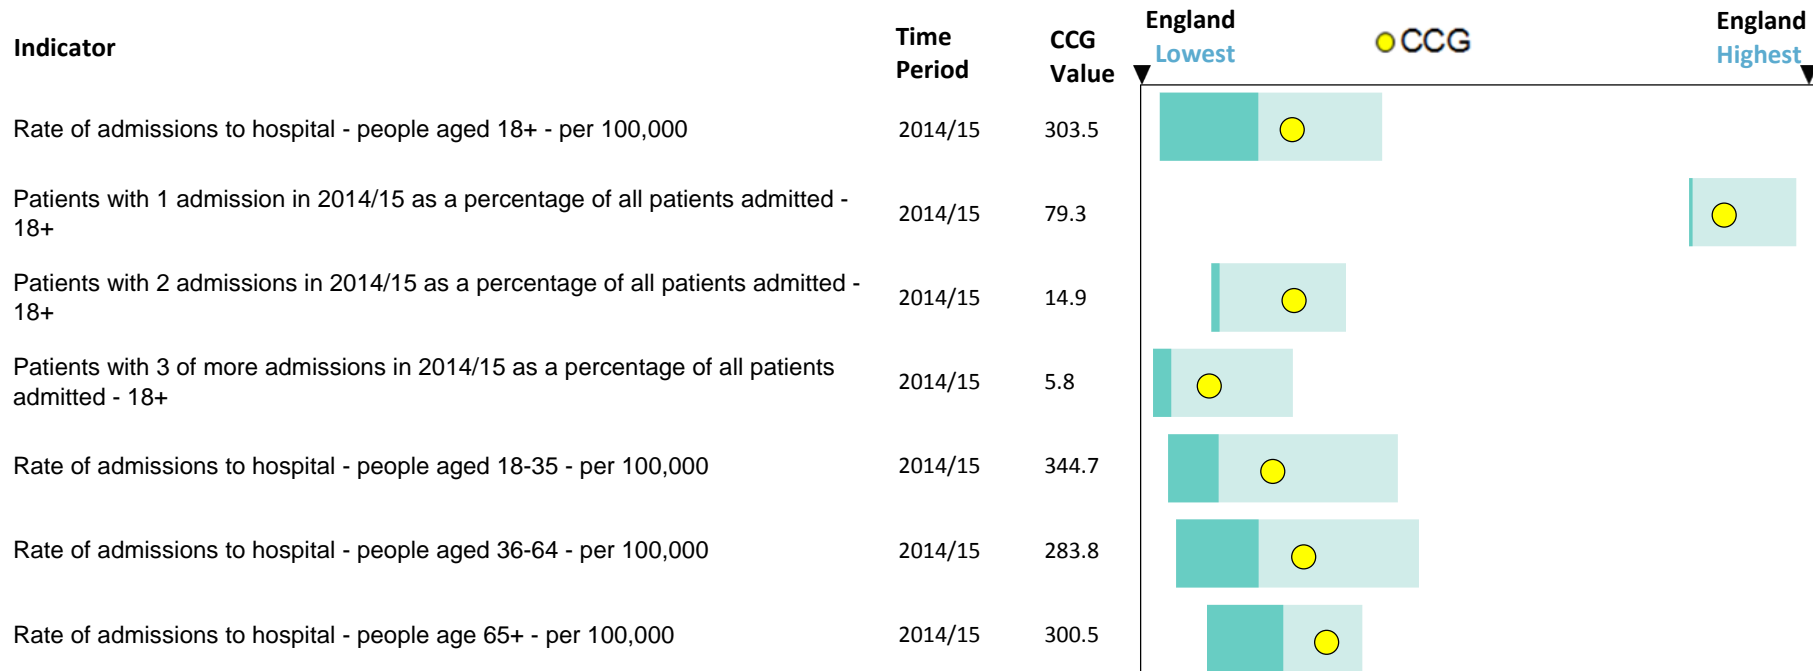 Indicator
Time
Period
CCG
Value
England
Lowest
CCG
England
Highest
Rate of admissions to hospital - people aged 18+ - per 100,000
2014/15
303.5
Patients with 1 admission in 2014/15 as a percentage of all patients admitted -
18+
2014/15
79.3
Patients with 2 admissions in 2014/15 as a percentage of all patients admitted -
18+
2014/15
14.9
Patients with 3 of more admissions in 2014/15 as a percentage of all patients
admitted - 18+
2014/15
5.8
Rate of admissions to hospital - people aged 18-35 - per 100,000
2014/15
344.7
Rate of admissions to hospital - people aged 36-64 - per 100,000
2014/15
283.8
Rate of admissions to hospital - people age 65+ - per 100,000
2014/15
300.5